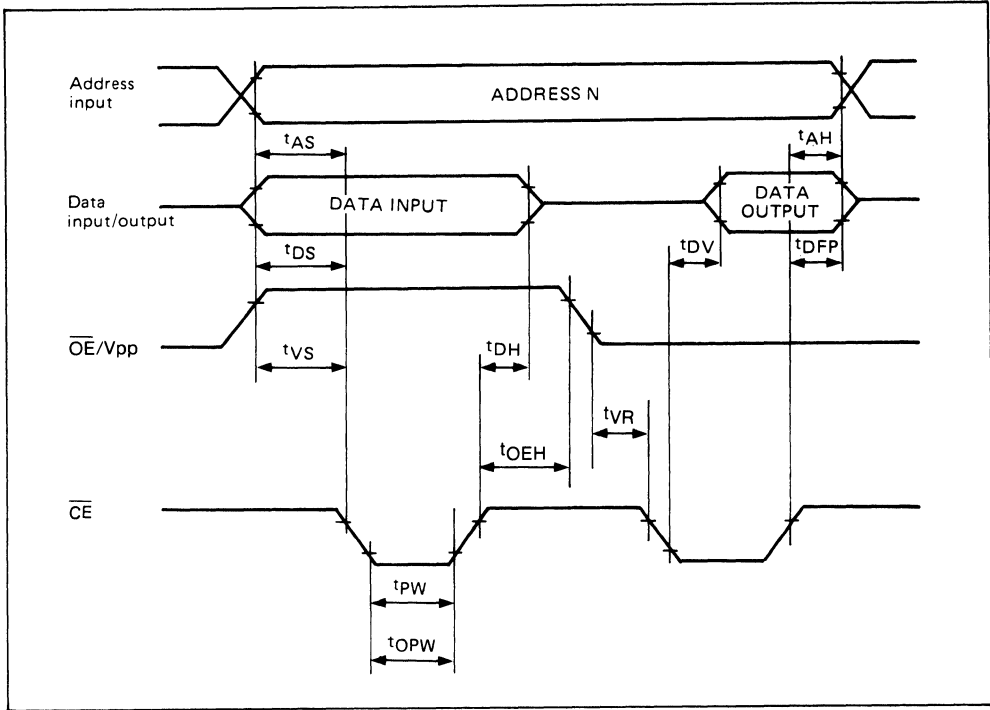 Address
input
ADDRESS N
tAS
tAH
Data
input/output
DATA INPUT
DATA
OUTPUT
tDS
tDV
tDFP
OE/Vpp
tVS
tDH
tVR
tOEH
CE
tPW
tOPW